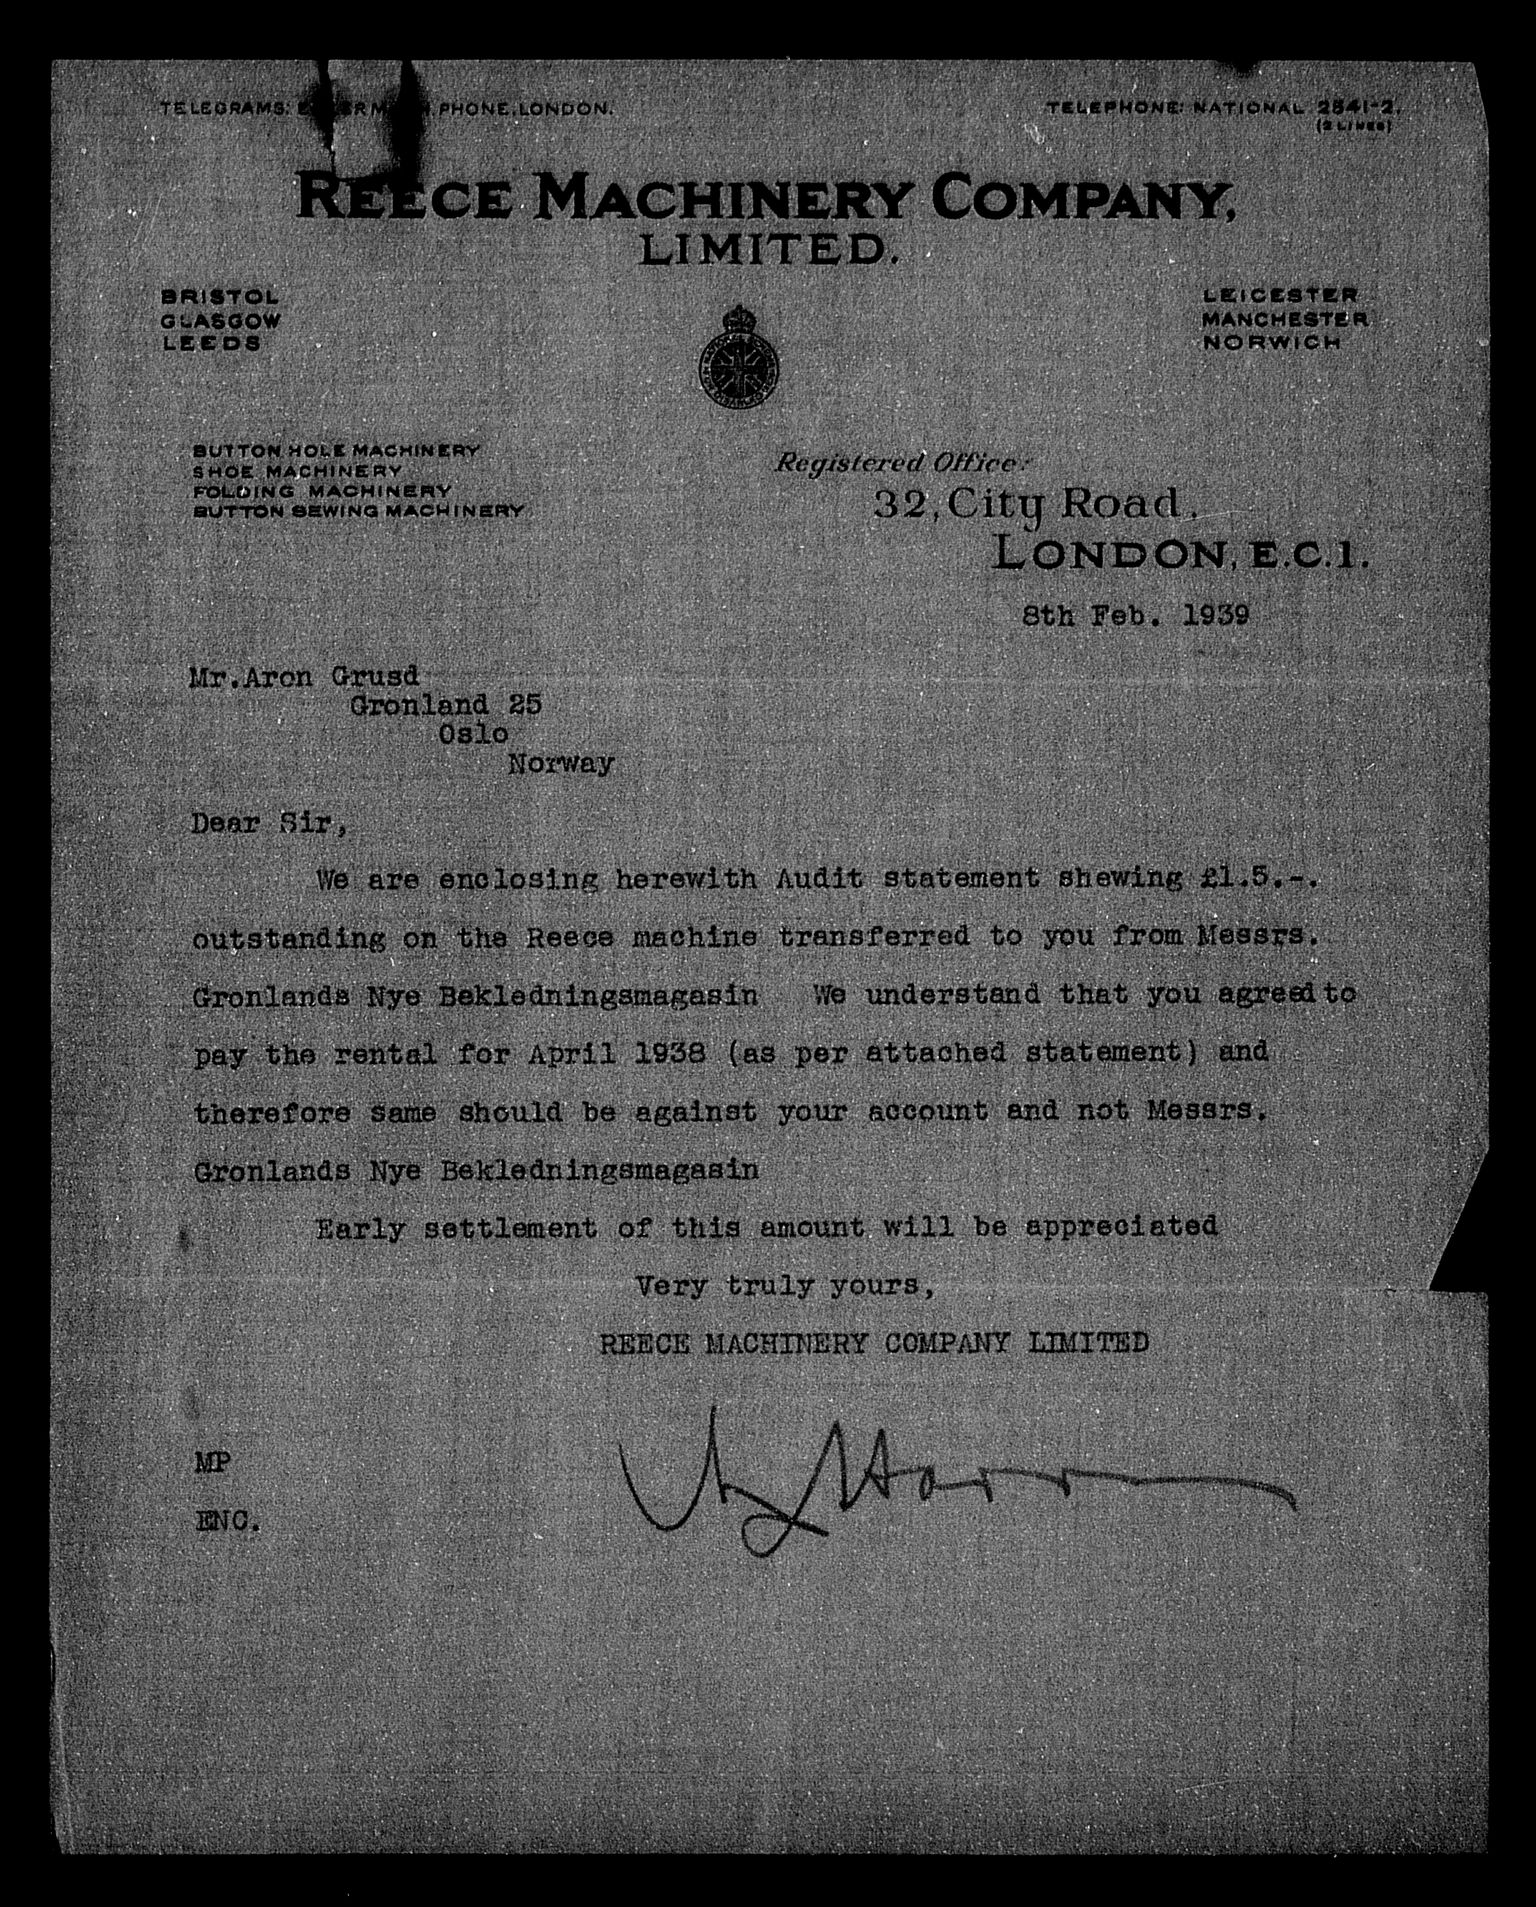 TELEGRAMS: PHONE, LONDON.
TELEPHONE: NATIONAL 2841-2.
(2 LINES)
REECE MACHINERY COMPANY,
LIMITED.
BRISTOL
GLASGOW
LEEDS
LEICESTER
MANCHESTER
NORWICH
BUTTON HOLE MACHINERY
SHOE MACHINERY
FOLDING MACHINERY
BUTTON SEWING MACHINERY
Registered Office:
32, City Road,
LONDON, E.C.1.
8th Feb. 1939
Mr.Aron Grusd
Gronland 25
Oslo
Norway
Dear Sir,
We are enclosing herewith Audit statement shewing £1.5.-.
outstanding on the Reece machine transferred to you from Messrs.
Gronlands Nye Bekledningsmagasin We understand that you agreed to
pay the rental for April 1938 (as per attached statement) and
therefore same should be against your account and not Messrs.
Gronlands Nye Bekledningsmagasin
Early settlement of this amount will be appreciated
Very truly yours,
REECE MACHINERY COMPANY LIMITED
MP
ENC.